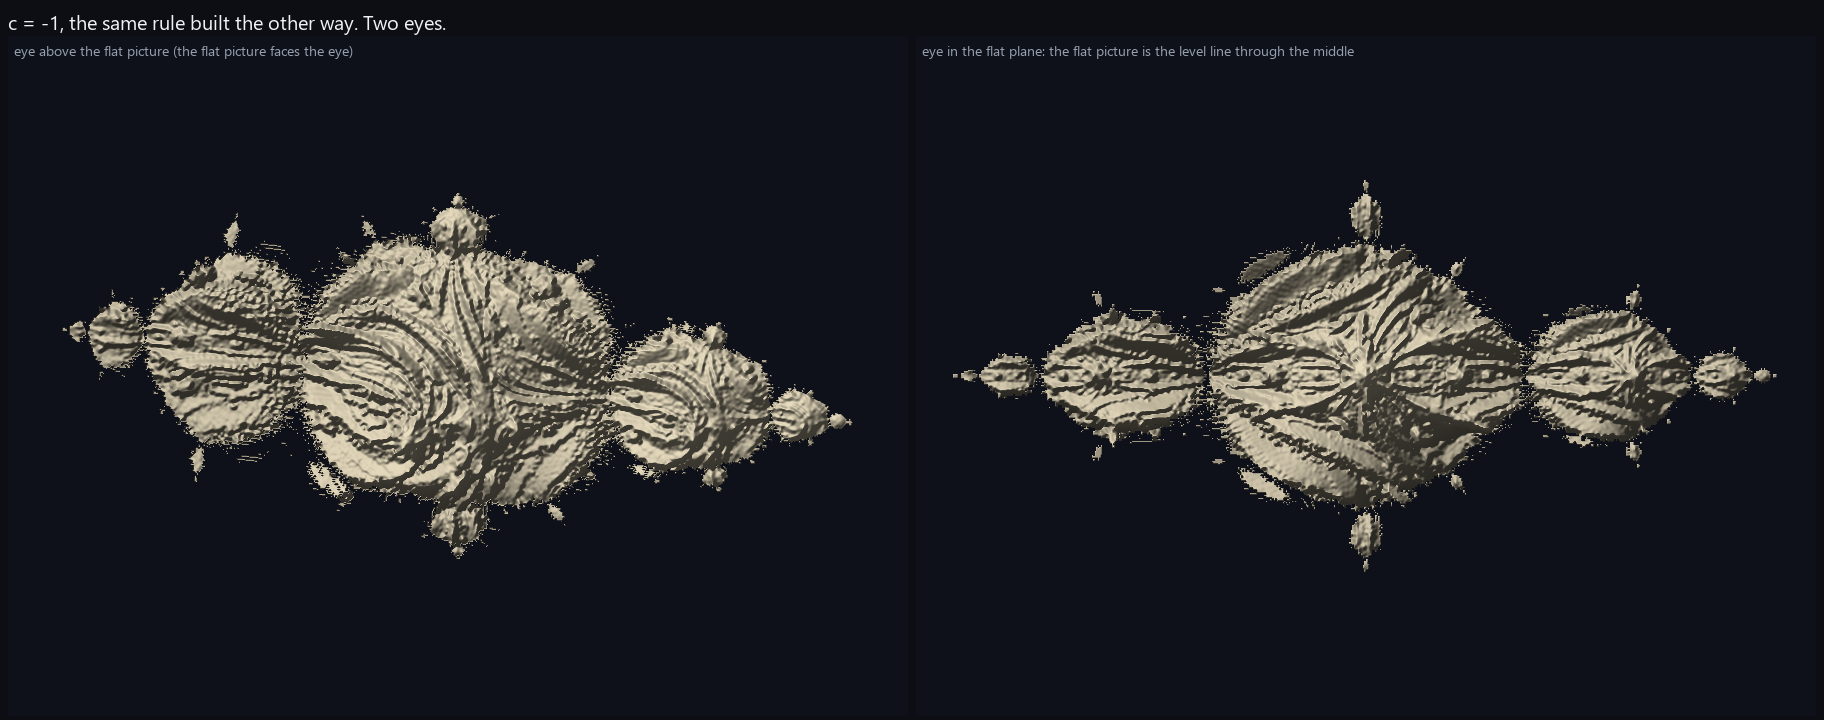 c = -1, the same rule built the other way. Two eyes.
eye above the flat picture (the flat picture faces the eye)
eye in the flat plane: the flat picture is the level line through the middle